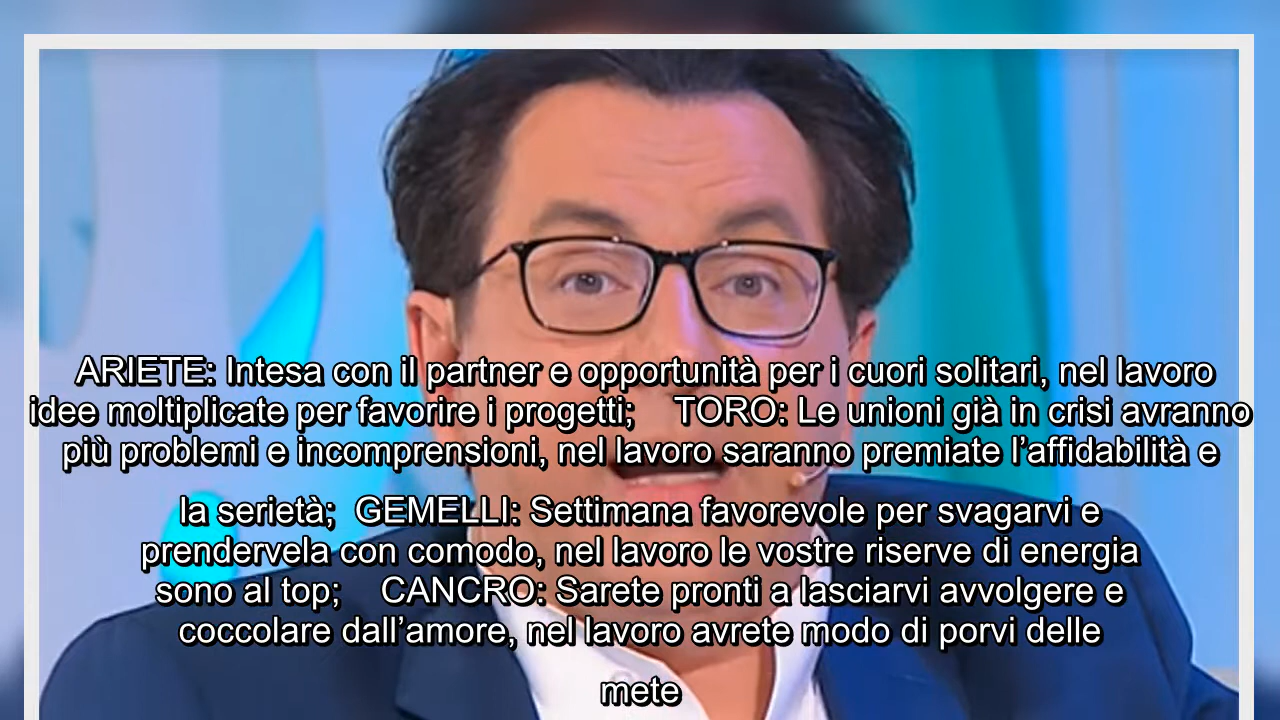 ARIETE: Intesa con il partner e opportunità per i cuori solitari, nel lavoro
idee moltiplicate per favorire i progetti;    TORO: Le unioni già in crisi avranno
più problemi e incomprensioni, nel lavoro saranno premiate l’affidabilità e
la serietà;  GEMELLI: Settimana favorevole per svagarvi e
prendervela con comodo, nel lavoro le vostre riserve di energia
sono al top;    CANCRO: Sarete pronti a lasciarvi avvolgere e
coccolare dall’amore, nel lavoro avrete modo di porvi delle
mete